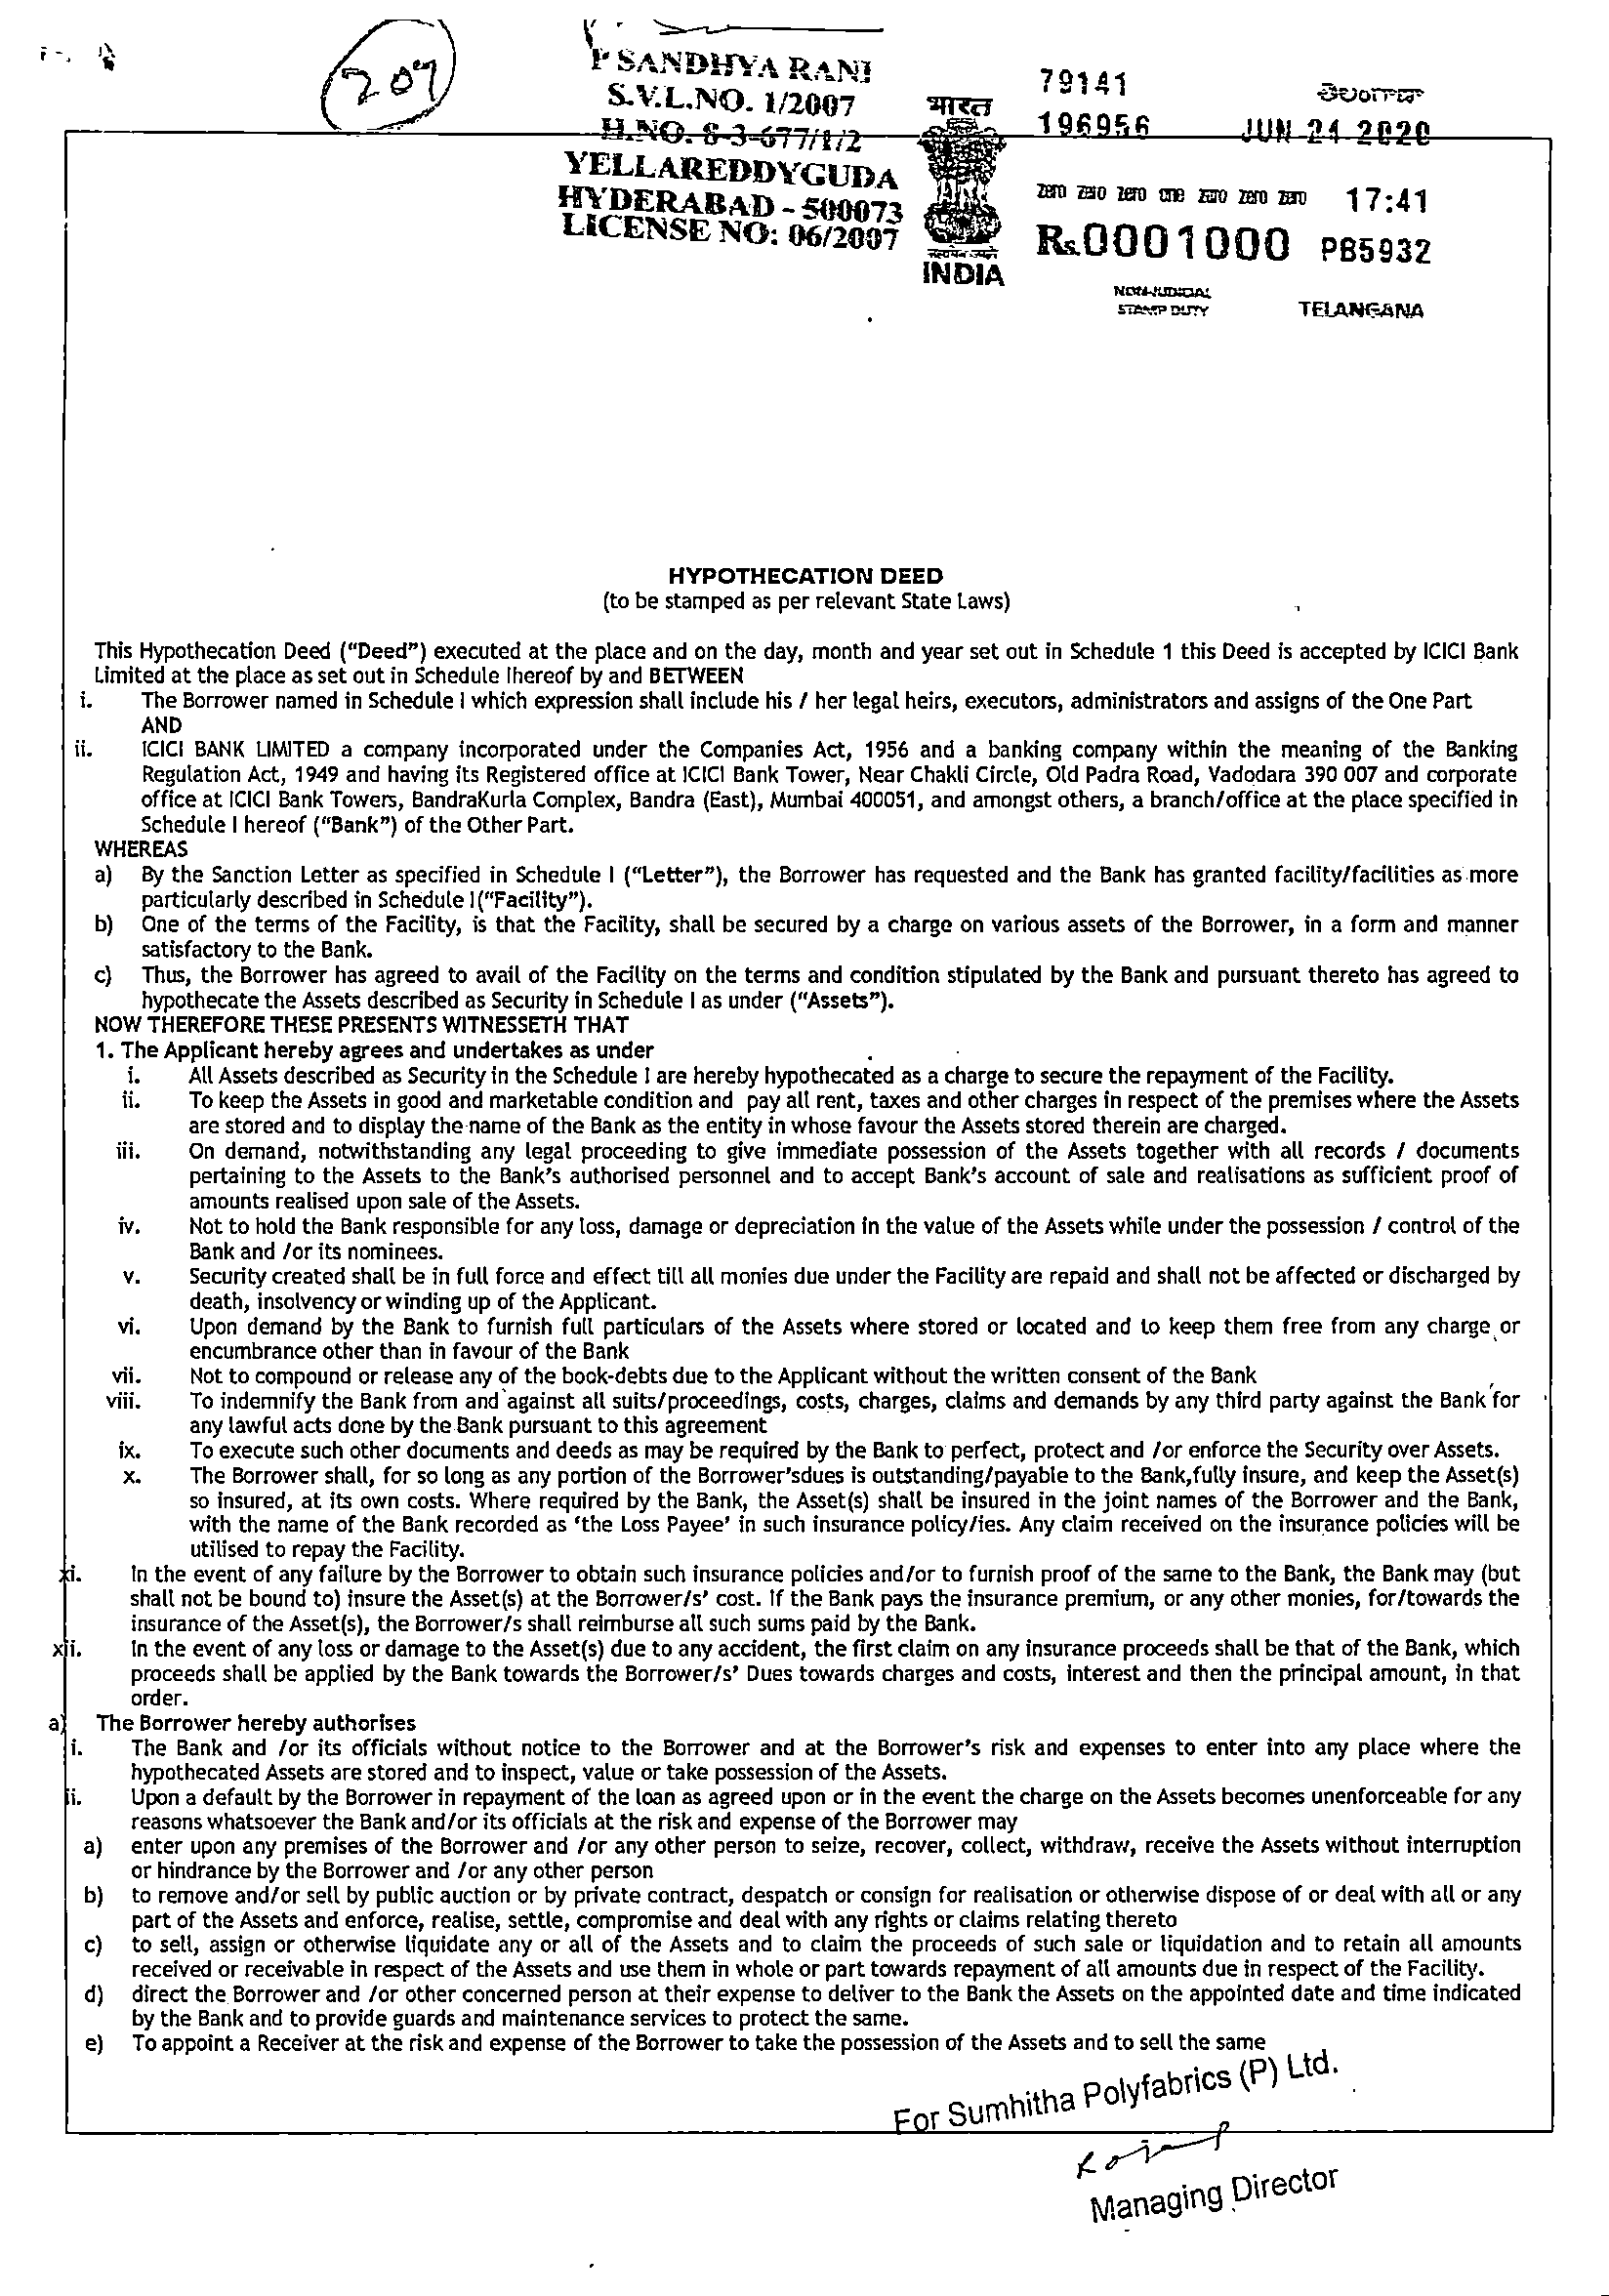 207
P SANDHYA RANI
S.V.L.NO. 1/2007
H.NO. 8-3-677/1/2
YELLAREDDYGUDA
HYDERABAD - 500073
LICENSE NO: 06/2007
भारत
INDIA
79141
196956
తెలంగాణ
JUN 24 2020
zero zero zero one zero zero zero 17:41
Rs.0001000 PB5932
NON-JUDICIAL
STAMP DUTY
TELANGANA
HYPOTHECATION DEED
(to be stamped as per relevant State Laws)
This Hypothecation Deed (“Deed”) executed at the place and on the day, month and year set out in Schedule 1 this Deed is accepted by ICICI Bank
Limited at the place as set out in Schedule Ihereof by and BETWEEN
i. The Borrower named in Schedule I which expression shall include his / her legal heirs, executors, administrators and assigns of the One Part
AND
ii. ICICI BANK LIMITED a company incorporated under the Companies Act, 1956 and a banking company within the meaning of the Banking
Regulation Act, 1949 and having its Registered office at ICICI Bank Tower, Near Chakli Circle, Old Padra Road, Vadodara 390 007 and corporate
office at ICICI Bank Towers, BandraKurla Complex, Bandra (East), Mumbai 400051, and amongst others, a branch/office at the place specified in
Schedule I hereof (“Bank”) of the Other Part.
WHEREAS
a) By the Sanction Letter as specified in Schedule I (“Letter”), the Borrower has requested and the Bank has granted facility/facilities as more
particularly described in Schedule I(“Facility”).
b) One of the terms of the Facility, is that the Facility, shall be secured by a charge on various assets of the Borrower, in a form and manner
satisfactory to the Bank.
c) Thus, the Borrower has agreed to avail of the Facility on the terms and condition stipulated by the Bank and pursuant thereto has agreed to
hypothecate the Assets described as Security in Schedule I as under (“Assets”).
NOW THEREFORE THESE PRESENTS WITNESSETH THAT
1. The Applicant hereby agrees and undertakes as under
i. All Assets described as Security in the Schedule I are hereby hypothecated as a charge to secure the repayment of the Facility.
ii. To keep the Assets in good and marketable condition and pay all rent, taxes and other charges in respect of the premises where the Assets
are stored and to display the name of the Bank as the entity in whose favour the Assets stored therein are charged.
iii. On demand, notwithstanding any legal proceeding to give immediate possession of the Assets together with all records / documents
pertaining to the Assets to the Bank's authorised personnel and to accept Bank's account of sale and realisations as sufficient proof of
amounts realised upon sale of the Assets.
iv. Not to hold the Bank responsible for any loss, damage or depreciation in the value of the Assets while under the possession / control of the
Bank and /or its nominees.
v. Security created shall be in full force and effect till all monies due under the Facility are repaid and shall not be affected or discharged by
death, insolvency or winding up of the Applicant.
vi. Upon demand by the Bank to furnish full particulars of the Assets where stored or located and to keep them free from any charge or
encumbrance other than in favour of the Bank
vii. Not to compound or release any of the book-debts due to the Applicant without the written consent of the Bank
viii. To indemnify the Bank from and against all suits/proceedings, costs, charges, claims and demands by any third party against the Bank for
any lawful acts done by the Bank pursuant to this agreement
ix. To execute such other documents and deeds as may be required by the Bank to perfect, protect and /or enforce the Security over Assets.
x. The Borrower shall, for so long as any portion of the Borrower'sdues is outstanding/payable to the Bank,fully insure, and keep the Asset(s)
so insured, at its own costs. Where required by the Bank, the Asset(s) shall be insured in the joint names of the Borrower and the Bank,
with the name of the Bank recorded as 'the Loss Payee' in such insurance policy/ies. Any claim received on the insurance policies will be
utilised to repay the Facility.
xi. In the event of any failure by the Borrower to obtain such insurance policies and/or to furnish proof of the same to the Bank, the Bank may (but
shall not be bound to) insure the Asset(s) at the Borrower/s' cost. If the Bank pays the insurance premium, or any other monies, for/towards the
insurance of the Asset(s), the Borrower/s shall reimburse all such sums paid by the Bank.
xii. In the event of any loss or damage to the Asset(s) due to any accident, the first claim on any insurance proceeds shall be that of the Bank, which
proceeds shall be applied by the Bank towards the Borrower/s' Dues towards charges and costs, interest and then the principal amount, in that
order.
a) The Borrower hereby authorises
i. The Bank and /or its officials without notice to the Borrower and at the Borrower's risk and expenses to enter into any place where the
hypothecated Assets are stored and to inspect, value or take possession of the Assets.
ii. Upon a default by the Borrower in repayment of the loan as agreed upon or in the event the charge on the Assets becomes unenforceable for any
reasons whatsoever the Bank and/or its officials at the risk and expense of the Borrower may
a) enter upon any premises of the Borrower and /or any other person to seize, recover, collect, withdraw, receive the Assets without interruption
or hindrance by the Borrower and /or any other person
b) to remove and/or sell by public auction or by private contract, despatch or consign for realisation or otherwise dispose of or deal with all or any
part of the Assets and enforce, realise, settle, compromise and deal with any rights or claims relating thereto
c) to sell, assign or otherwise liquidate any or all of the Assets and to claim the proceeds of such sale or liquidation and to retain all amounts
received or receivable in respect of the Assets and use them in whole or part towards repayment of all amounts due in respect of the Facility.
d) direct the Borrower and /or other concerned person at their expense to deliver to the Bank the Assets on the appointed date and time indicated
by the Bank and to provide guards and maintenance services to protect the same.
e) To appoint a Receiver at the risk and expense of the Borrower to take the possession of the Assets and to sell the same
For Sumhitha Polyfabrics (P) Ltd.
Managing Director